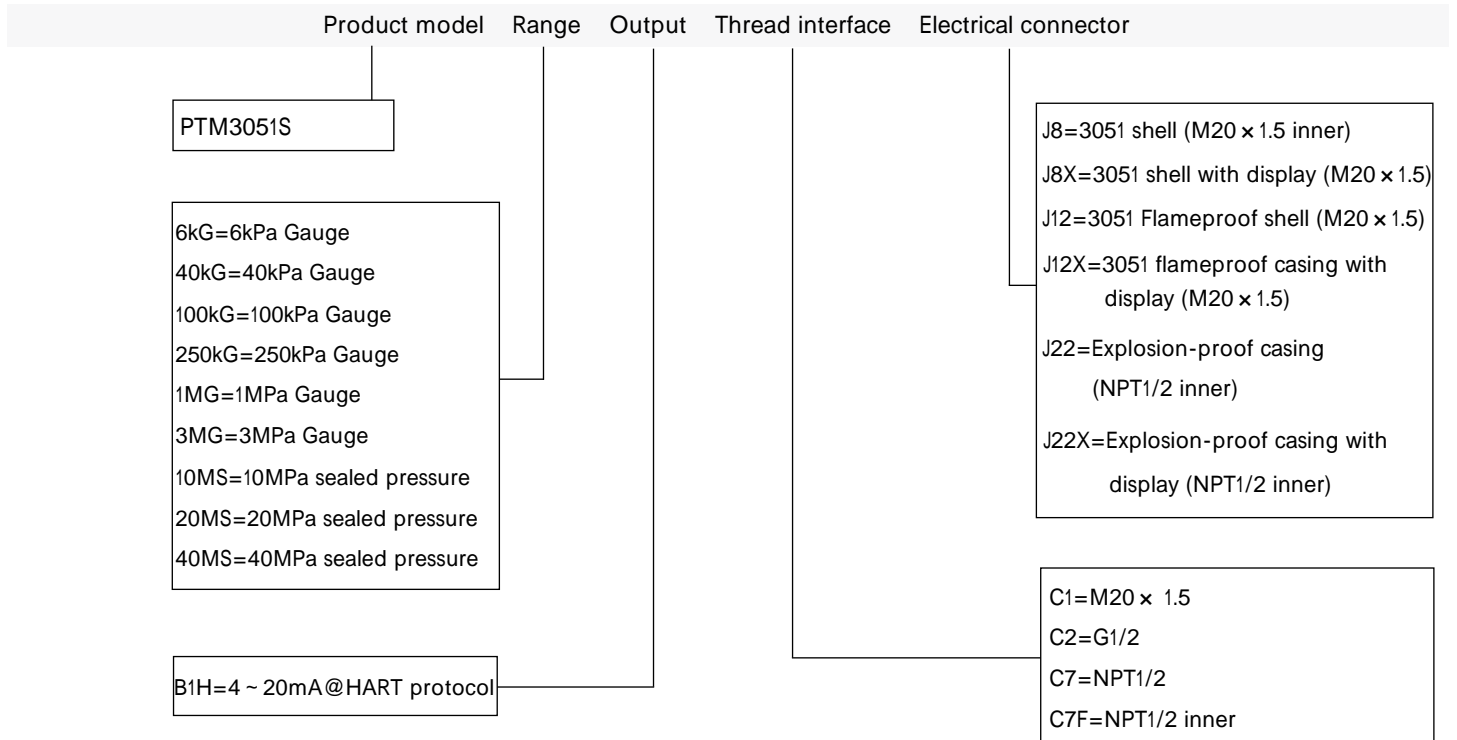 Product model Range Output Thread interface Electrical connector
PTM3051S
6kG=6kPa Gauge
40kG=40kPa Gauge
100kG=100kPa Gauge
250kG=250kPa Gauge
1MG=1MPa Gauge
3MG=3MPa Gauge
10MS=10MPa sealed pressure
20MS=20MPa sealed pressure
40MS=40MPa sealed pressure
B1H=4~20mA@HART protocol
J8=3051 shell (M20×1.5 inner)
J8X=3051 shell with display (M20×1.5)
J12=3051 Flameproof shell (M20×1.5)
J12X=3051 flameproof casing with
display (M20×1.5)
J22=Explosion-proof casing
(NPT1/2 inner)
J22X=Explosion-proof casing with
display (NPT1/2 inner)
C1=M20× 1.5
C2=G1/2
C7=NPT1/2
C7F=NPT1/2 inner